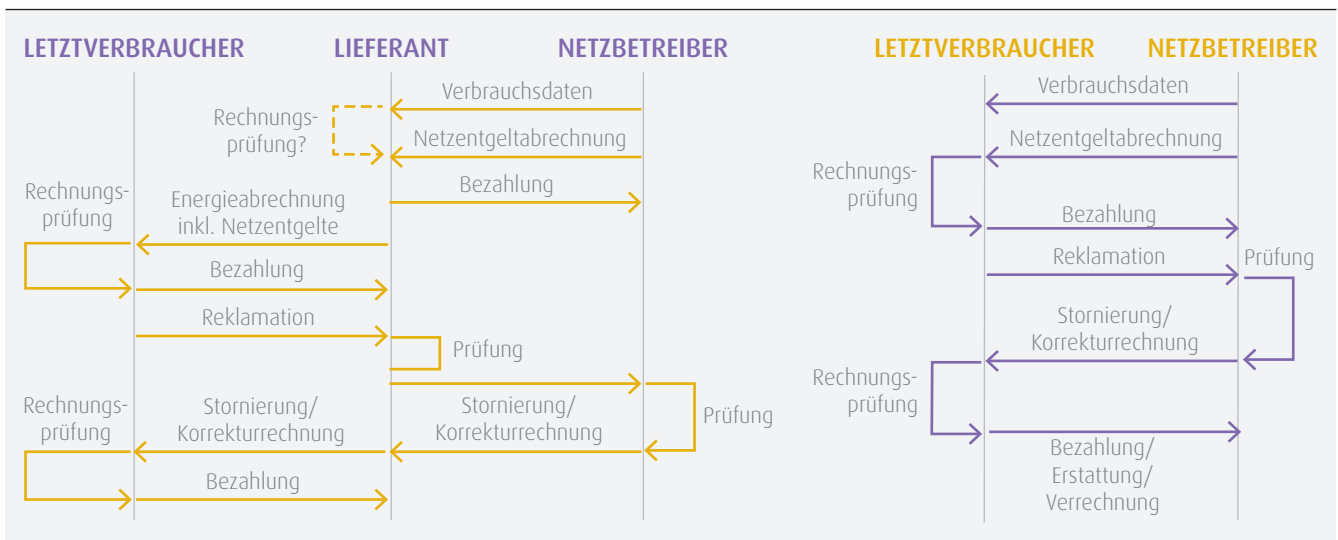 LETZTVERBRAUCHER
LIEFERANT
NETZBETREIBER
Verbrauchsdaten
Rechnungs-
prüfung?
Netzentgeltabrechnung
Bezahlung
Rechnungs-
prüfung
Energieabrechnung
inkl. Netzentgelte
Bezahlung
Reklamation
Prüfung
Prüfung
Rechnungs-
prüfung
Stornierung/
Korrekturrechnung
Stornierung/
Korrekturrechnung
Bezahlung
LETZTVERBRAUCHER
NETZBETREIBER
Verbrauchsdaten
Netzentgeltabrechnung
Rechnungs-
prüfung
Bezahlung
Reklamation
Prüfung
Stornierung/
Korrekturrechnung
Rechnungs-
prüfung
Bezahlung/
Erstattung/
Verrechnung